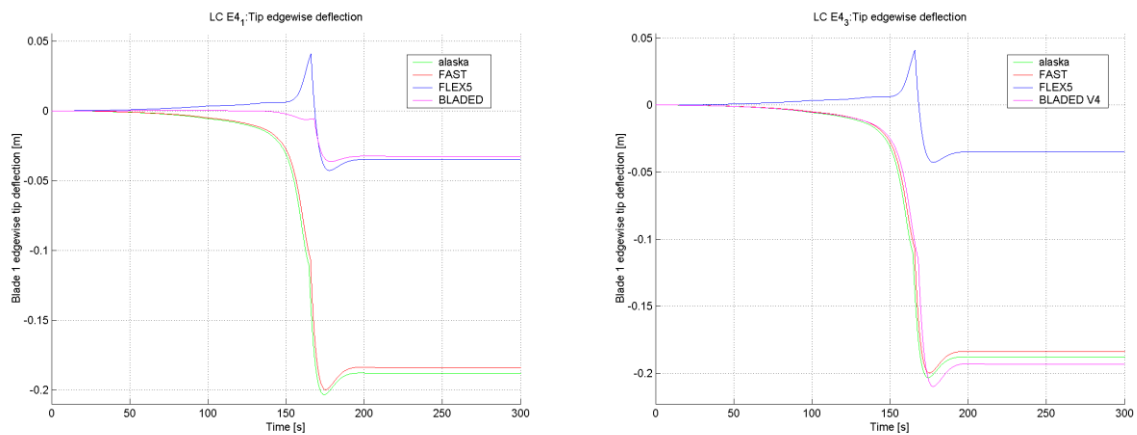 LC E4₁:Tip edgewise deflection
0.05
0
-0.05
-0.1
-0.15
-0.2
Blade 1 edgewise tip deflection [m]
alaska
FAST
FLEX5
BLADED
0 50 100 150 200 250 300
Time [s]
LC E4₃:Tip edgewise deflection
0.05
0
-0.05
-0.1
-0.15
-0.2
Blade 1 edgewise tip deflection [m]
alaska
FAST
FLEX5
BLADED V4
0 50 100 150 200 250 300
Time [s]